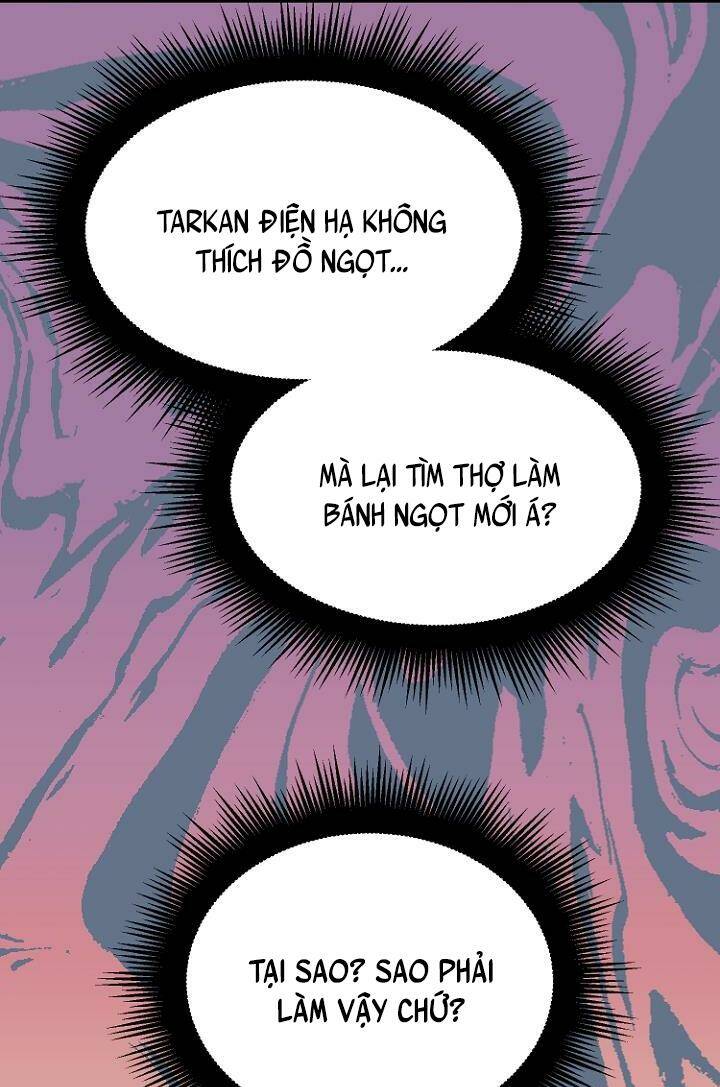 TARKAN ĐIỆN HẠ KHÔNG
THÍCH ĐỒ NGỌT...
MÀ LẠI TÌM THỢ LÀM
BÁNH NGỌT MỚI Á?
TẠI SAO? SAO PHẢI
LÀM VẬY CHỨ?